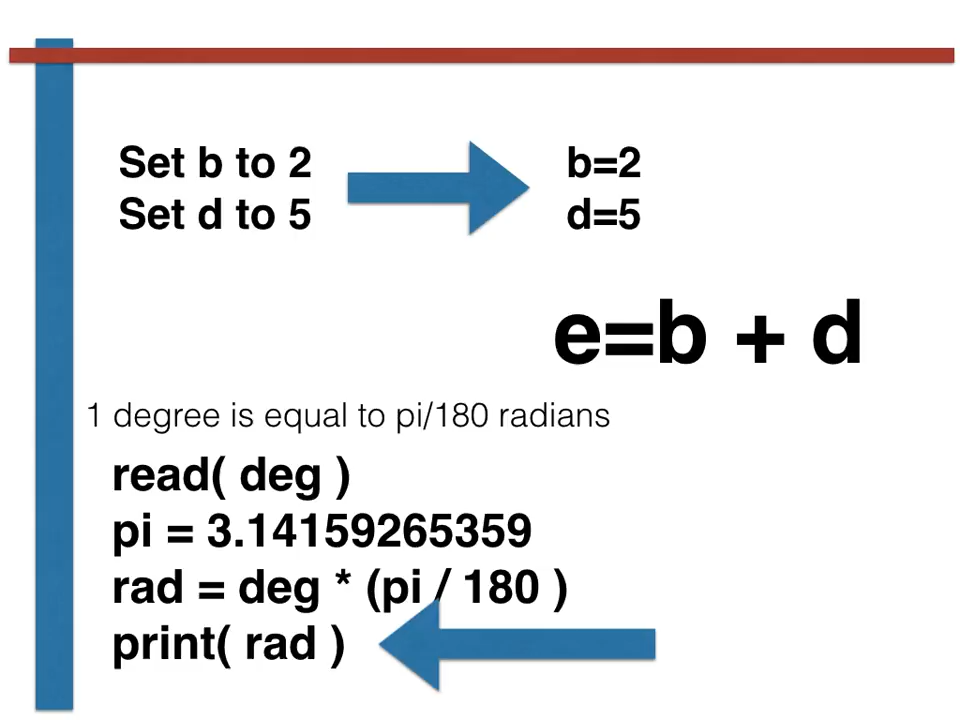 Set b to 2
Set d to 5
b=2
d=5
e=b + d
1 degree is equal to pi/180 radians
read( deg )
pi = 3.14159265359
rad = deg * (pi / 180 )
print( rad )